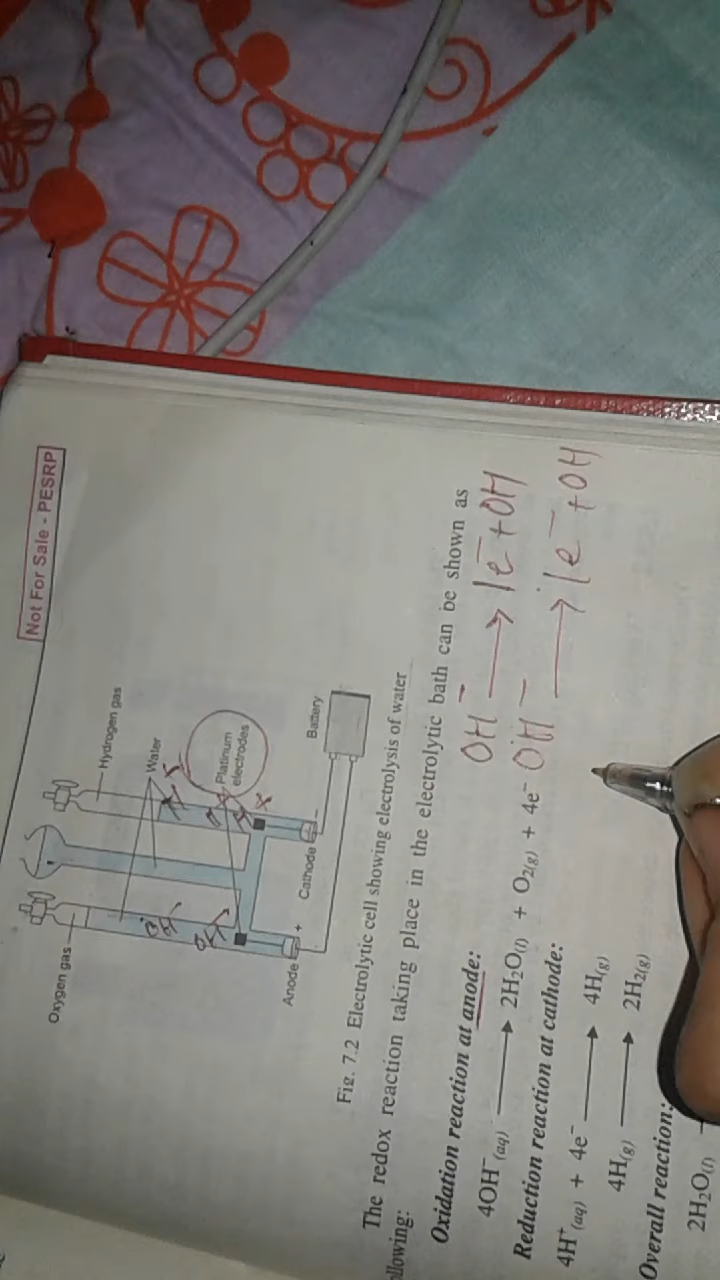 Not For Sale - PESRP
Oxygen gas
Hydrogen gas
Water
Platinum
electrodes
OH⁻
OH⁻
Anode
+
Cathode
−
Battery
Fig. 7.2 Electrolytic cell showing electrolysis of water
The redox reaction taking place in the electrolytic bath can be shown as
following:
Oxidation reaction at anode:
OH⁻ ⟶ 1e⁻ + OH
4OH⁻(aq) ⟶ 2H₂O(l) + O₂(g) + 4e⁻
OH⁻ ⟶ 1e⁻ + OH
Reduction reaction at cathode:
4H⁺(aq) + 4e⁻ ⟶ 4H(g)
4H(g) ⟶ 2H₂(g)
Overall reaction:
2H₂O(l)